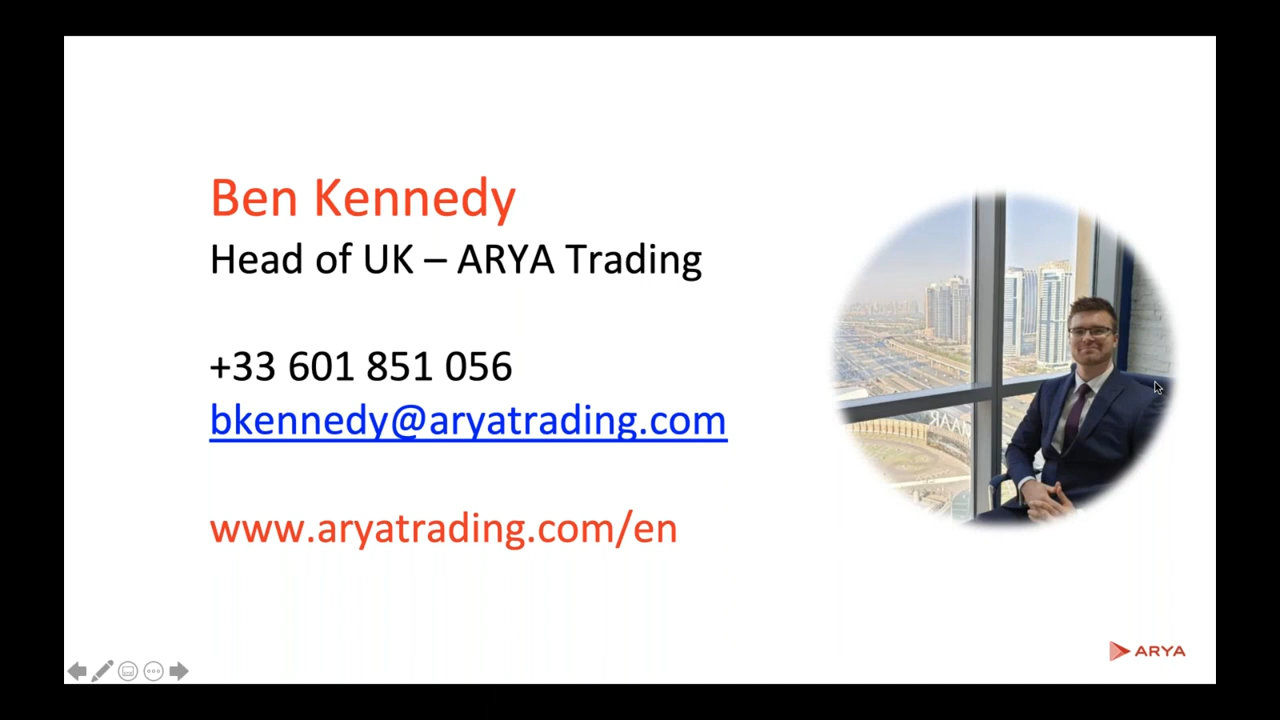 Ben Kennedy
Head of UK – ARYA Trading
+33 601 851 056
bkennedy@aryatrading.com
www.aryatrading.com/en
ARYA